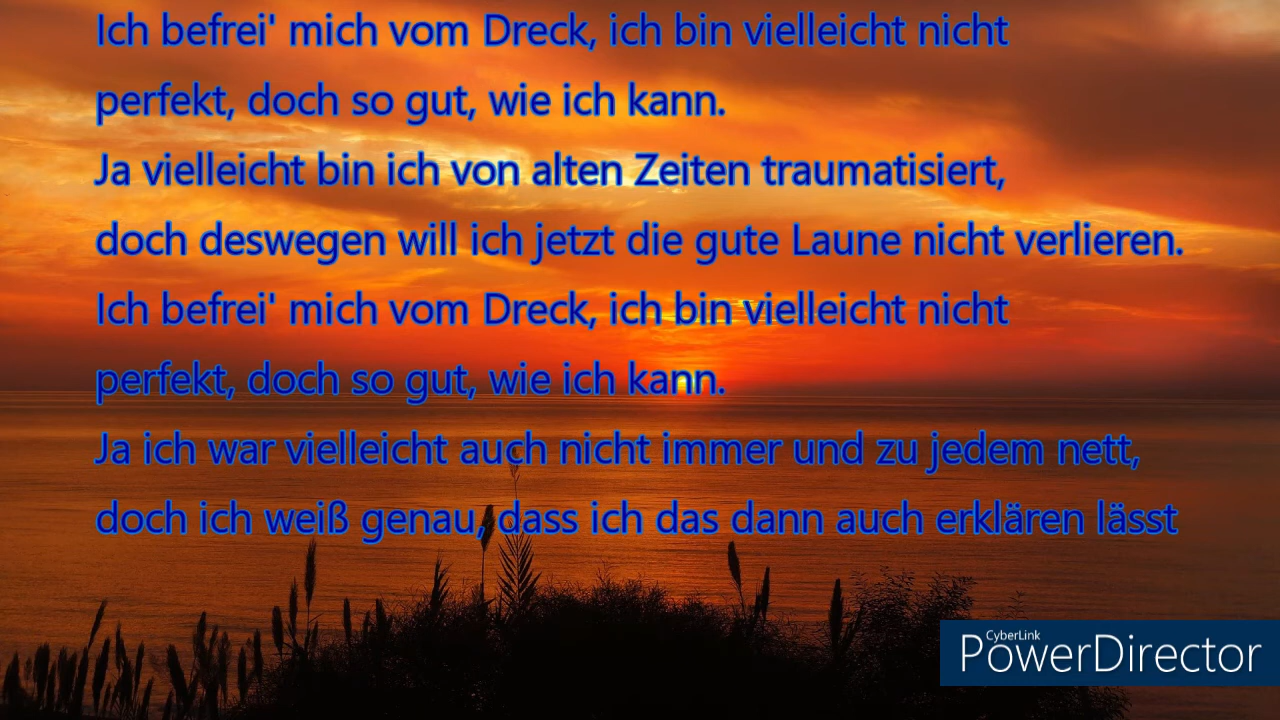 Ich befrei' mich vom Dreck, ich bin vielleicht nicht
perfekt, doch so gut, wie ich kann.
Ja vielleicht bin ich von alten Zeiten traumatisiert,
doch deswegen will ich jetzt die gute Laune nicht verlieren.
Ich befrei' mich vom Dreck, ich bin vielleicht nicht
perfekt, doch so gut, wie ich kann.
Ja ich war vielleicht auch nicht immer und zu jedem nett,
doch ich weiß genau, dass ich das dann auch erklären lässt
CyberLink
PowerDirector